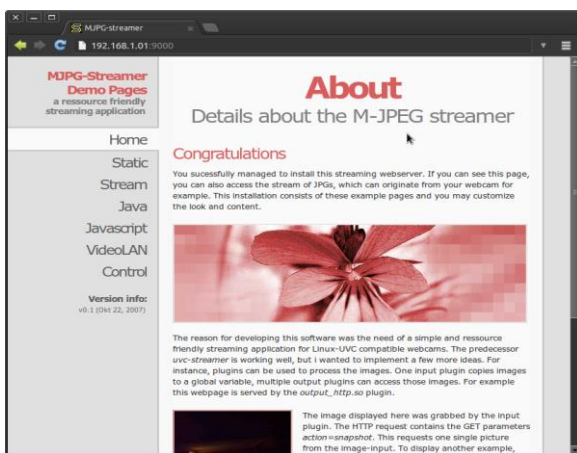 MJPG-streamer
192.168.1.01:9000
MJPG-Streamer
Demo Pages
a ressource friendly
streaming application
Home
Static
Stream
Java
Javascript
VideoLAN
Control
Version info:
v0.1 (Okt 22, 2007)
About
Details about the M-JPEG streamer
Congratulations
You sucessfully managed to install this streaming webserver. If you can see this page,
you can also access the stream of JPGs, which can originate from your webcam for
example. This installation consists of these example pages and you may customize
the look and content.
The reason for developing this software was the need of a simple and ressource
friendly streaming application for Linux-UVC compatible webcams. The predecessor
uvc-streamer is working well, but i wanted to implement a few more ideas. For
instance, plugins can be used to process the images. One input plugin copies images
to a global variable, multiple output plugins can access those images. For example
this webpage is served by the output_http.so plugin.
The image displayed here was grabbed by the input
plugin. The HTTP request contains the GET parameters
action=snapshot. This requests one single picture
from the image-input. To display another example,